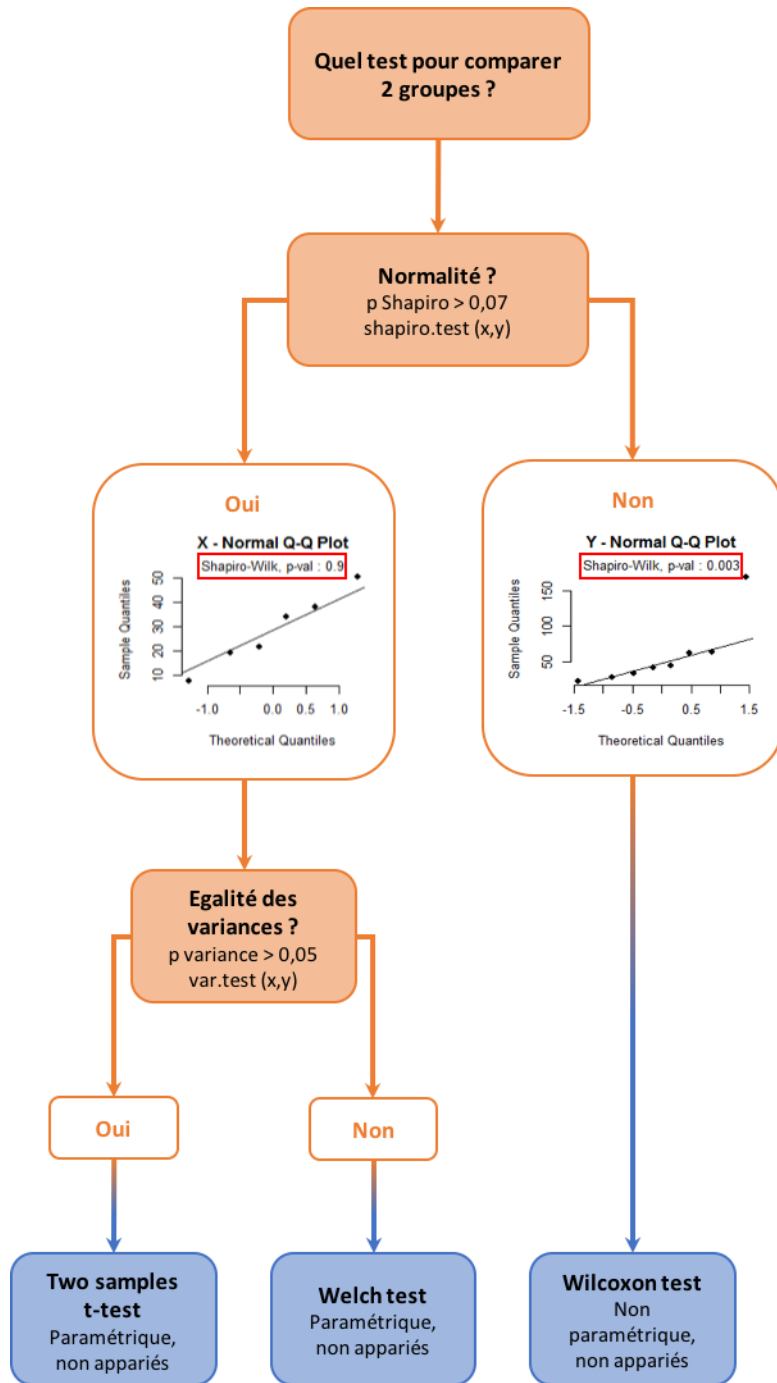 Quel test pour comparer
2 groupes ?
Normalité ?
p Shapiro > 0,07
shapiro.test (x,y)
Oui
X - Normal Q-Q Plot
Shapiro-Wilk, p-val : 0.9
Sample Quantiles
50
40
30
20
10
-1.0
0.0
0.5
1.0
Theoretical Quantiles
Non
Y - Normal Q-Q Plot
Shapiro-Wilk, p-val : 0.003
Sample Quantiles
150
100
50
-1.5
-0.5
0.5
1.5
Theoretical Quantiles
Egalité des
variances ?
p variance > 0,05
var.test (x,y)
Oui
Non
Two samples
t-test
Paramétrique,
non appariés
Welch test
Paramétrique,
non appariés
Wilcoxon test
Non
paramétrique,
non appariés